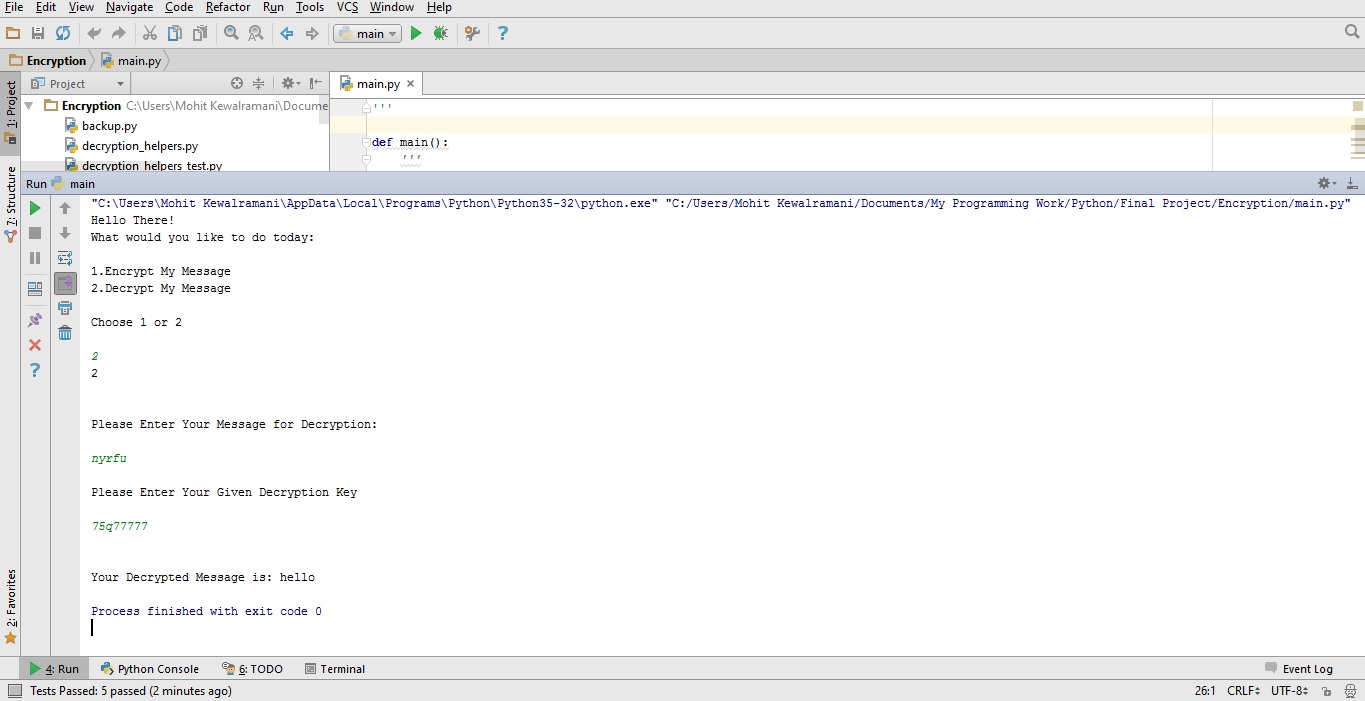 File Edit View Navigate Code Refactor Run Tools VCS Window Help
main
Encryption main.py
Project
main.py
1: Project
Encryption C:\Users\Mohit Kewalramani\Docume
backup.py
decryption_helpers.py
decryption_helpers_test.py
'''
def main():
'''
7: Structure
Run main
"C:\Users\Mohit Kewalramani\AppData\Local\Programs\Python\Python35-32\python.exe" "C:/Users/Mohit Kewalramani/Documents/My Programming Work/Python/Final Project/Encryption/main.py"
Hello There!
What would you like to do today:
1.Encrypt My Message
2.Decrypt My Message
Choose 1 or 2
2
2
Please Enter Your Message for Decryption:
nyrfu
Please Enter Your Given Decryption Key
75q77777
Your Decrypted Message is: hello
Process finished with exit code 0
2: Favorites
4: Run Python Console 6: TODO Terminal Event Log
Tests Passed: 5 passed (2 minutes ago) 26:1 CRLF UTF-8